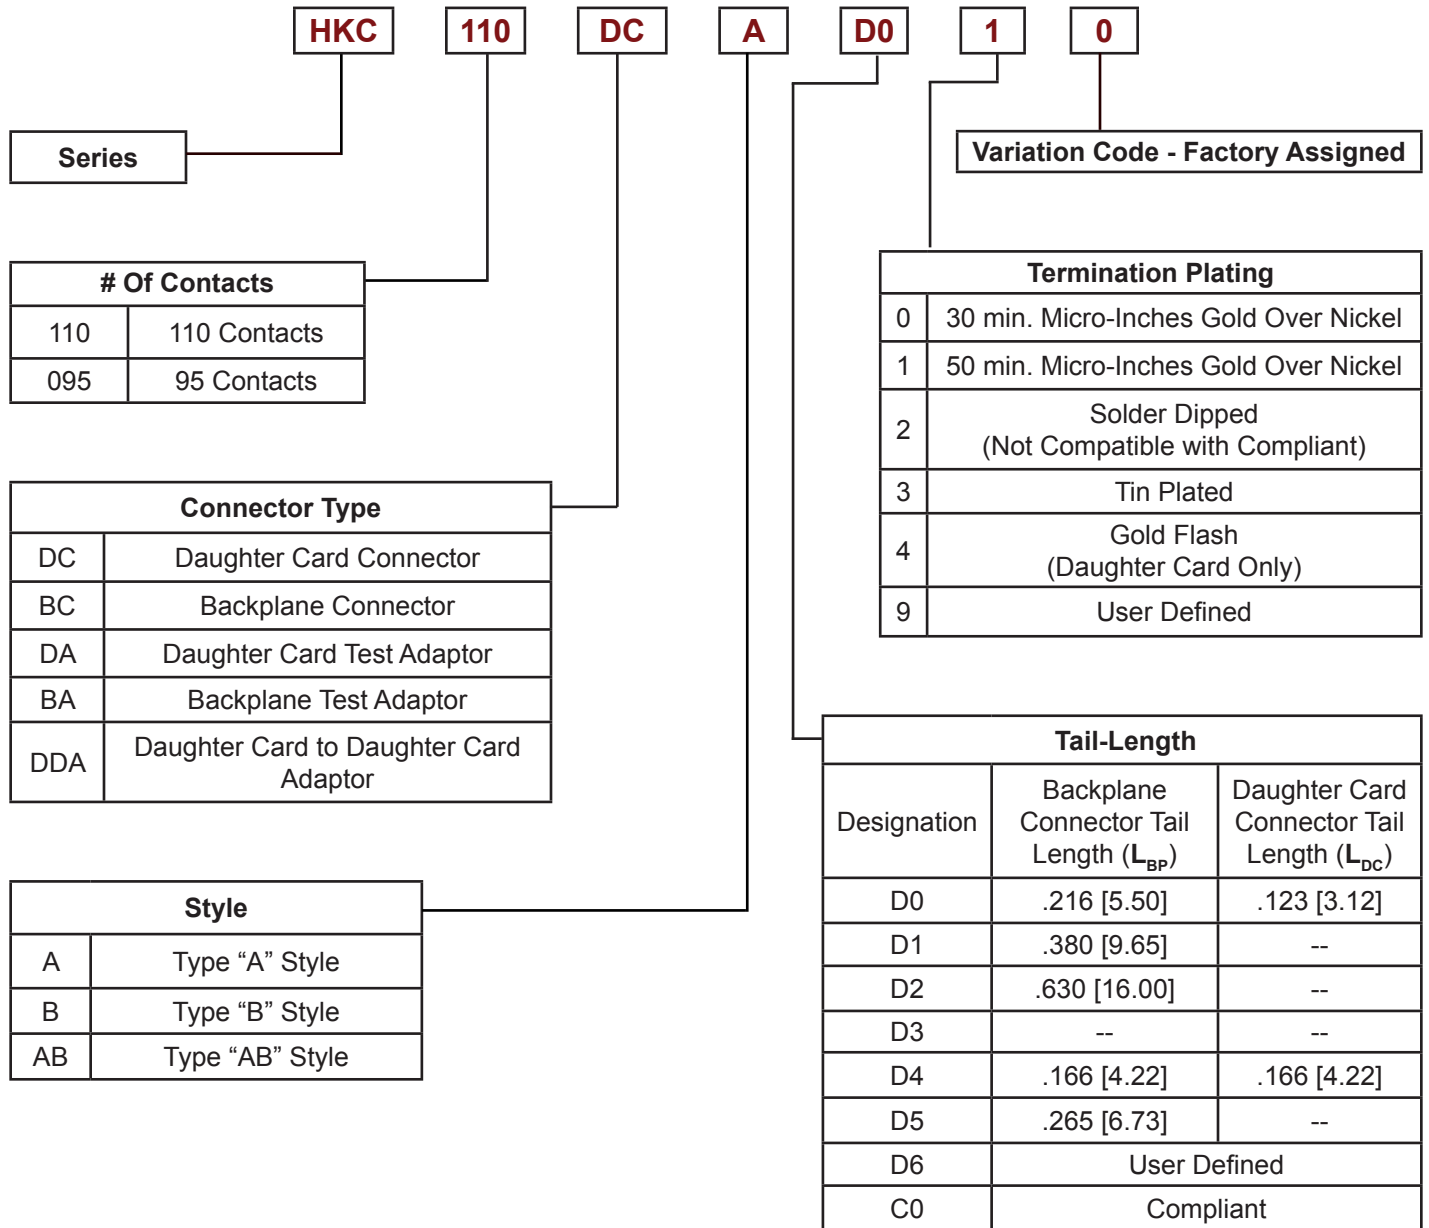 HKC 110 DC A D0 1 0
Series
Variation Code - Factory Assigned
# Of Contacts
110 110 Contacts
095 95 Contacts
Termination Plating
0 30 min. Micro-Inches Gold Over Nickel
1 50 min. Micro-Inches Gold Over Nickel
2 Solder Dipped
(Not Compatible with Compliant)
3 Tin Plated
4 Gold Flash
(Daughter Card Only)
9 User Defined
Connector Type
DC Daughter Card Connector
BC Backplane Connector
DA Daughter Card Test Adaptor
BA Backplane Test Adaptor
DDA Daughter Card to Daughter Card
Adaptor
Style
A Type “A” Style
B Type “B” Style
AB Type “AB” Style
Tail-Length
Designation
Backplane
Connector Tail
Length (L_BP)
Daughter Card
Connector Tail
Length (L_DC)
D0 .216 [5.50] .123 [3.12]
D1 .380 [9.65] --
D2 .630 [16.00] --
D3 -- --
D4 .166 [4.22] .166 [4.22]
D5 .265 [6.73] --
D6 User Defined
C0 Compliant